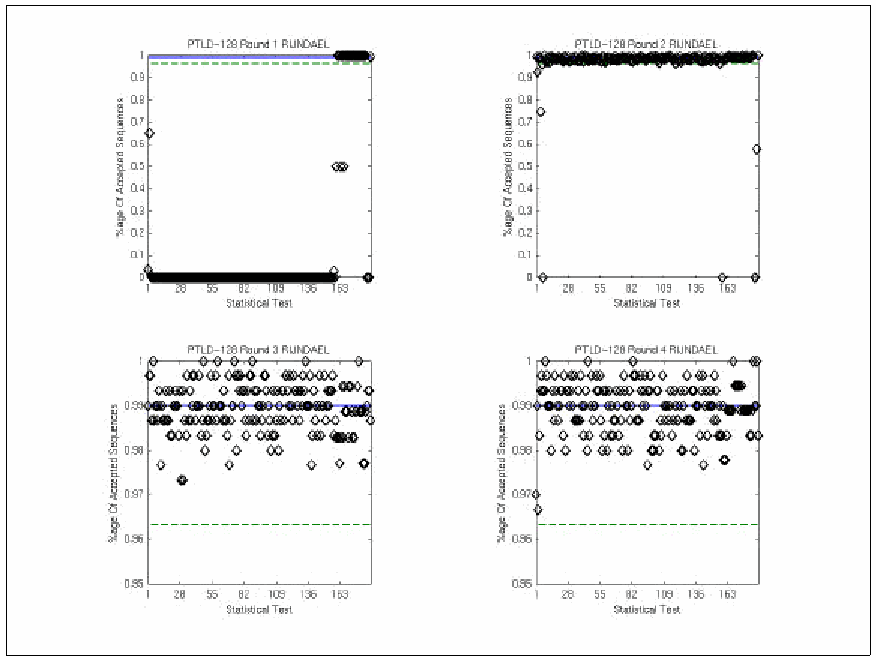 PTLD-128 Round 1 RIJNDAEL
%age Of Accepted Sequences
1
0.9
0.8
0.7
0.6
0.5
0.4
0.3
0.2
0.1
0
1 28 55 82 109 136 163
Statistical Test
PTLD-128 Round 2 RIJNDAEL
%age Of Accepted Sequences
1
0.9
0.8
0.7
0.6
0.5
0.4
0.3
0.2
0.1
0
1 28 55 82 109 136 163
Statistical Test
PTLD-128 Round 3 RIJNDAEL
%age Of Accepted Sequences
1
0.99
0.98
0.97
0.96
0.95
1 28 55 82 109 136 163
Statistical Test
PTLD-128 Round 4 RIJNDAEL
%age Of Accepted Sequences
1
0.99
0.98
0.97
0.96
0.95
1 28 55 82 109 136 163
Statistical Test